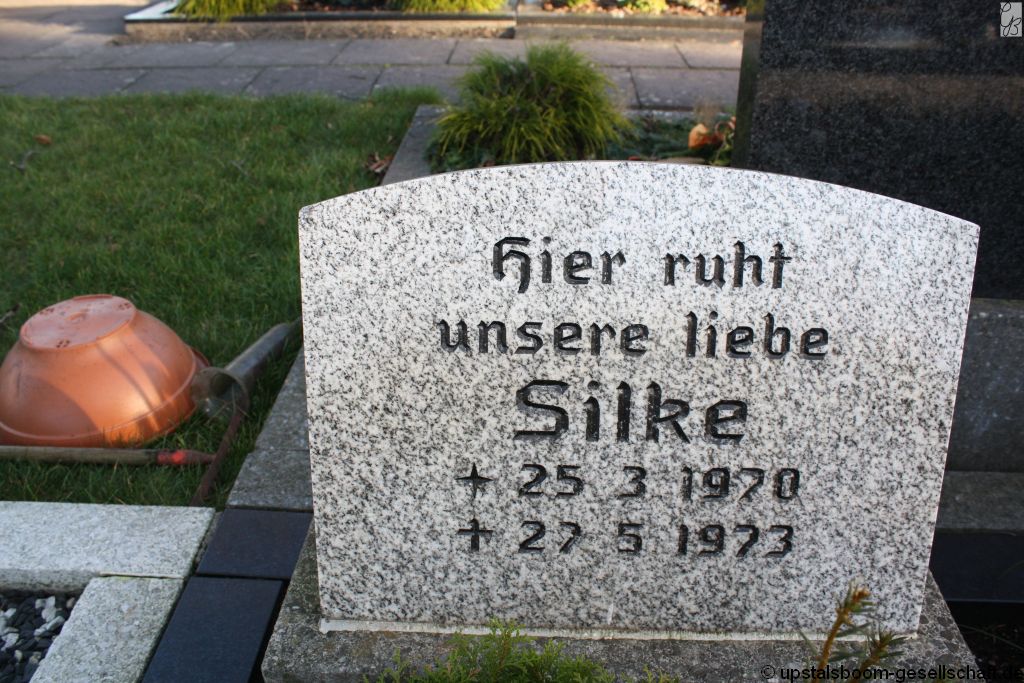 Hier ruht
unsere liebe
Silke
25 3 1970
+ 27 5 1973
© upstalsboom-gesellschaft.de